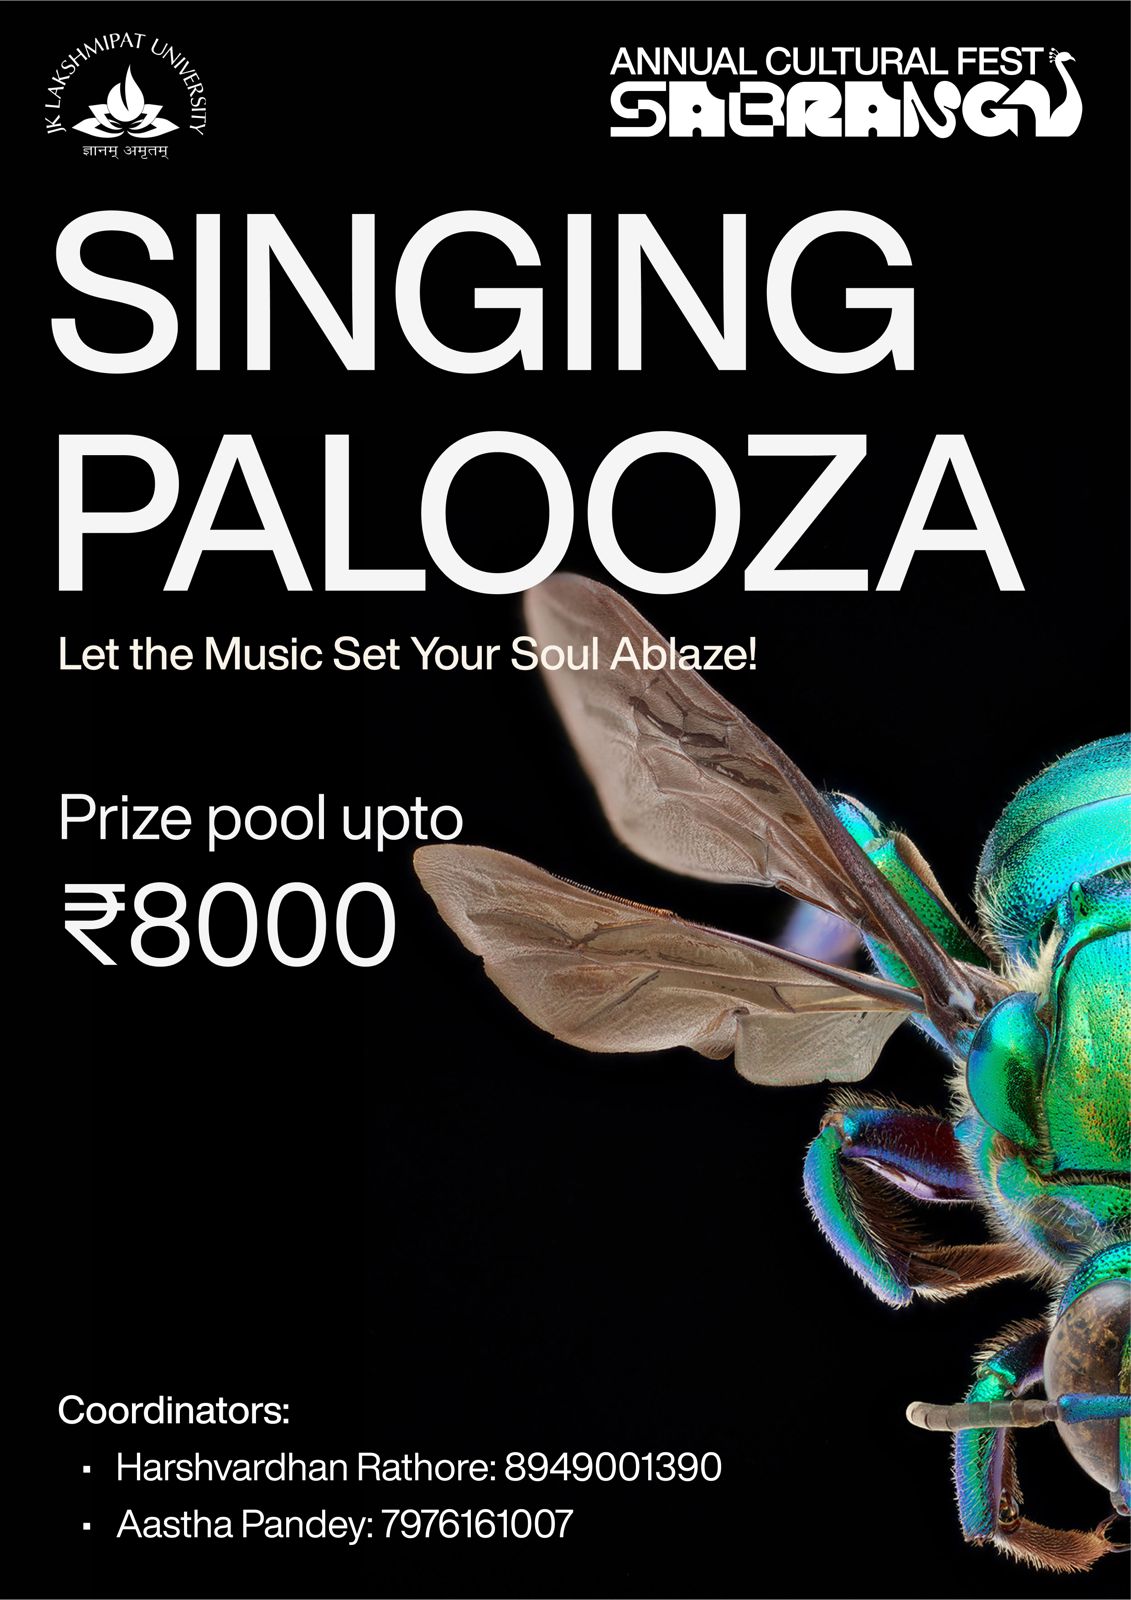 JK LAKSHMIPAT UNIVERSITY
ज्ञानम् अमृतम्
ANNUAL CULTURAL FEST
SABRANG
SINGING
PALOOZA
Let the Music Set Your Soul Ablaze!
Prize pool upto
₹8000
Coordinators:
▪ Harshvardhan Rathore: 8949001390
▪ Aastha Pandey: 7976161007